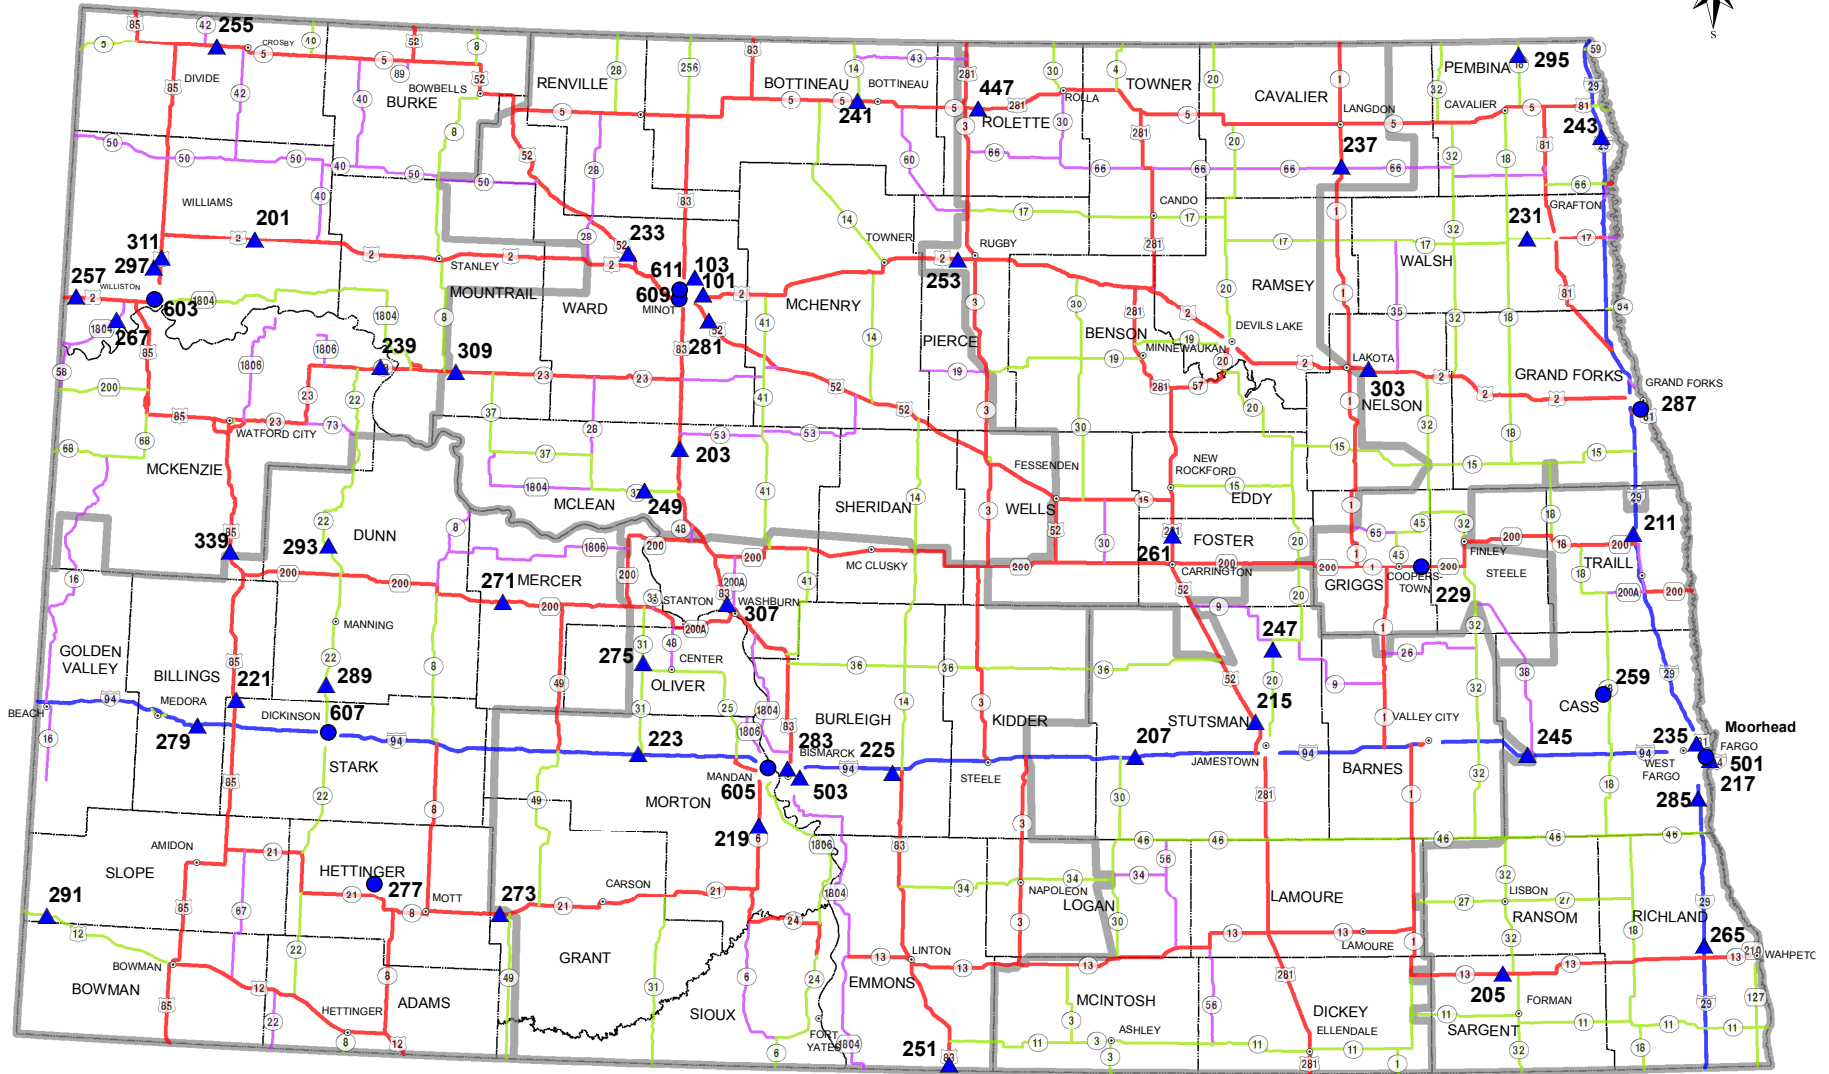 S
255
CROSBY
DIVIDE
BURKE
BOWBELLS
RENVILLE
BOTTINEAU
BOTTINEAU
241
447
ROLETTE
ROLLA
TOWNER
CAVALIER
LANGDON
PEMBINA
295
CAVALIER
243
237
WILLIAMS
201
311
297
257
WILLISTON
603
267
STANLEY
MOUNTRAIL
233
WARD
611
103
101
609
MINOT
281
TOWNER
MCHENRY
RUGBY
253
PIERCE
CANDO
BENSON
MINNEWAUKAN
RAMSEY
DEVILS LAKE
WALSH
231
GRAFTON
LAKOTA
303
NELSON
GRAND FORKS
GRAND FORKS
287
239
309
WATFORD CITY
MCKENZIE
203
249
MCLEAN
SHERIDAN
FESSENDEN
WELLS
NEW
ROCKFORD
EDDY
339
293
DUNN
261
FOSTER
CARRINGTON
MC CLUSKY
GRIGGS
COOPERS-
TOWN
229
FINLEY
STEELE
211
TRAILL
271
MERCER
STANTON
WASHBURN
307
MANNING
GOLDEN
VALLEY
BILLINGS
MEDORA
BEACH
221
289
279
DICKINSON
607
STARK
275
CENTER
OLIVER
223
BURLEIGH
283
BISMARCK
225
MANDAN
605
503
MORTON
219
KIDDER
STEELE
247
215
STUTSMAN
207
JAMESTOWN
BARNES
VALLEY CITY
245
259
CASS
Moorhead
235
FARGO
WEST
FARGO
501
217
285
AMIDON
SLOPE
291
HETTINGER
277
MOTT
273
CARSON
GRANT
BOWMAN
BOWMAN
HETTINGER
ADAMS
SIOUX
FORT
YATES
LINTON
EMMONS
251
NAPOLEON
LOGAN
MCINTOSH
ASHLEY
LAMOURE
LAMOURE
DICKEY
ELLENDALE
LISBON
RANSOM
RICHLAND
265
205
FORMAN
SARGENT
WAHPETO